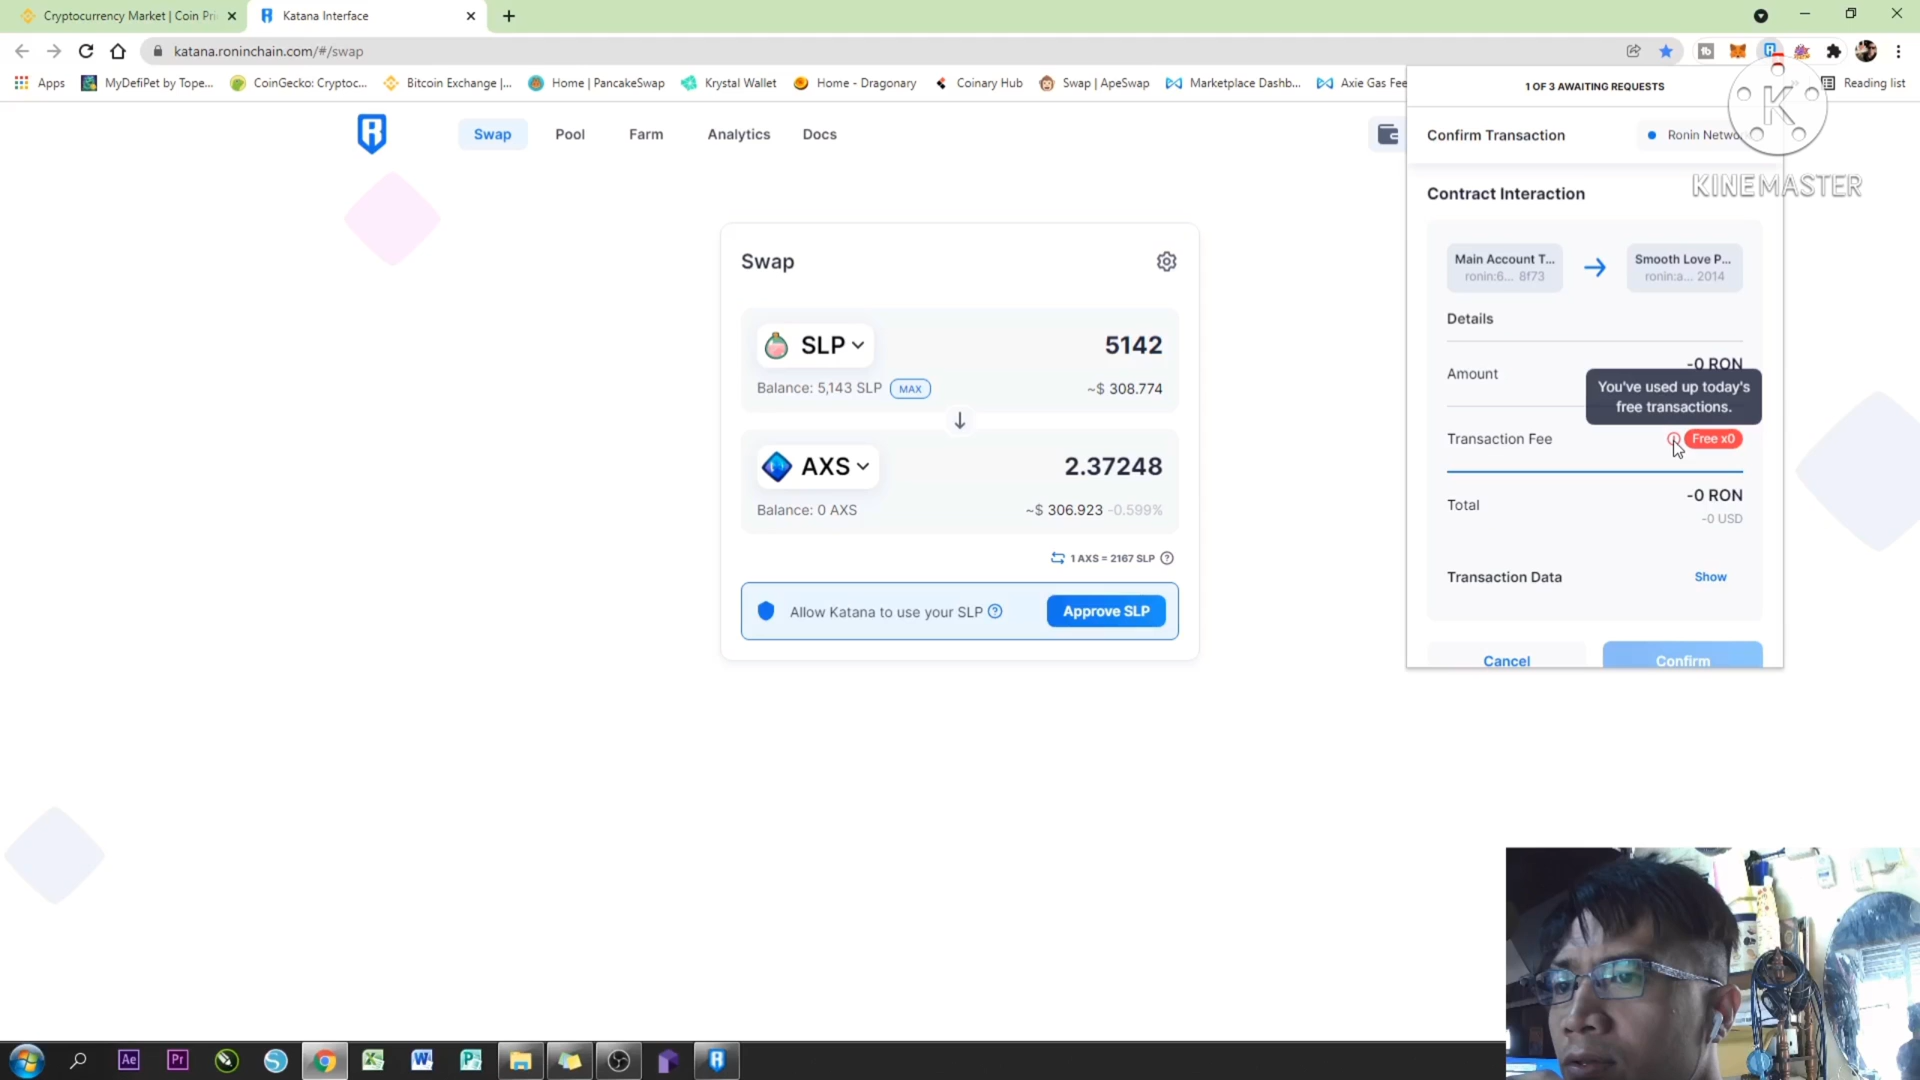 Cryptocurrency Market | Coin Pri
Katana Interface
katana.roninchain.com/#/swap
Apps
MyDefiPet by Tope...
CoinGecko: Cryptoc...
Bitcoin Exchange |...
Home | PancakeSwap
Krystal Wallet
Home - Dragonary
Coinary Hub
Swap | ApeSwap
Marketplace Dashb...
Axie Gas Fee
Reading list
Swap
Pool
Farm
Analytics
Docs
1 OF 3 AWAITING REQUESTS
Confirm Transaction
Ronin Netwo
KINEMASTER
Contract Interaction
Main Account T...
ronin:6... 8f73
Smooth Love P...
ronin:a... 2014
Details
Amount
-0 RON
You've used up today's
free transactions.
Transaction Fee
Free x0
Total
-0 RON
-0 USD
Transaction Data
Show
Cancel
Confirm
Swap
SLP
5142
Balance: 5,143 SLP
MAX
~$ 308.774
AXS
2.37248
Balance: 0 AXS
~$ 306.923 -0.599%
1 AXS = 2167 SLP
Allow Katana to use your SLP
Approve SLP
Ae
Pr